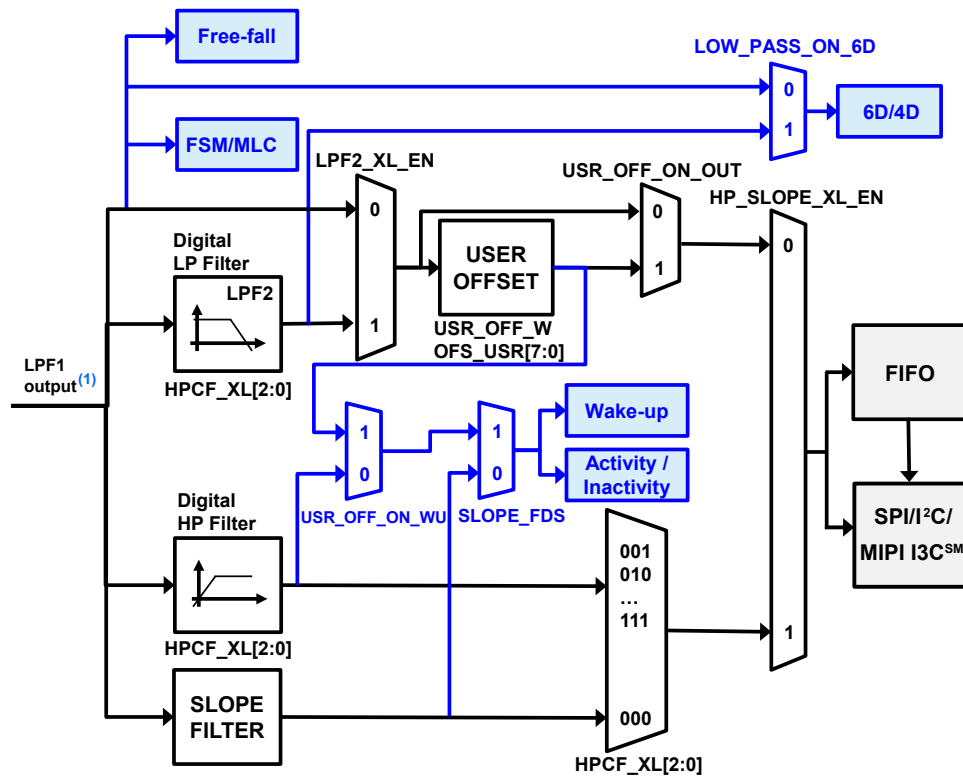 Free-fall
LOW_PASS_ON_6D
0
1
6D/4D
FSM/MLC
LPF2_XL_EN
USR_OFF_ON_OUT
HP_SLOPE_XL_EN
0
1
Digital
LP Filter
LPF2
HPCF_XL[2:0]
USER
OFFSET
USR_OFF_W
OFS_USR[7:0]
0
1
0
1
LPF1
output(1)
FIFO
SPI/I²C/
MIPI I3C℠
1
0
USR_OFF_ON_WU
1
0
SLOPE_FDS
Wake-up
Activity /
Inactivity
Digital
HP Filter
HPCF_XL[2:0]
001
010
…
111
000
HPCF_XL[2:0]
SLOPE
FILTER